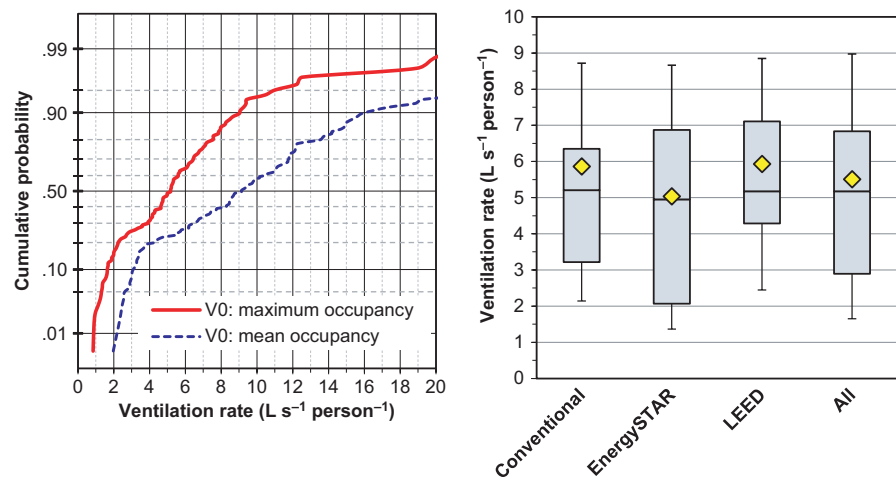 Cumulative probability
.99
.90
.50
.10
.01
V0: maximum occupancy
V0: mean occupancy
0 2 4 6 8 10 12 14 16 18 20
Ventilation rate (L s⁻¹ person⁻¹)
Ventilation rate (L s⁻¹ person⁻¹)
10
9
8
7
6
5
4
3
2
1
0
Conventional
EnergySTAR
LEED
All